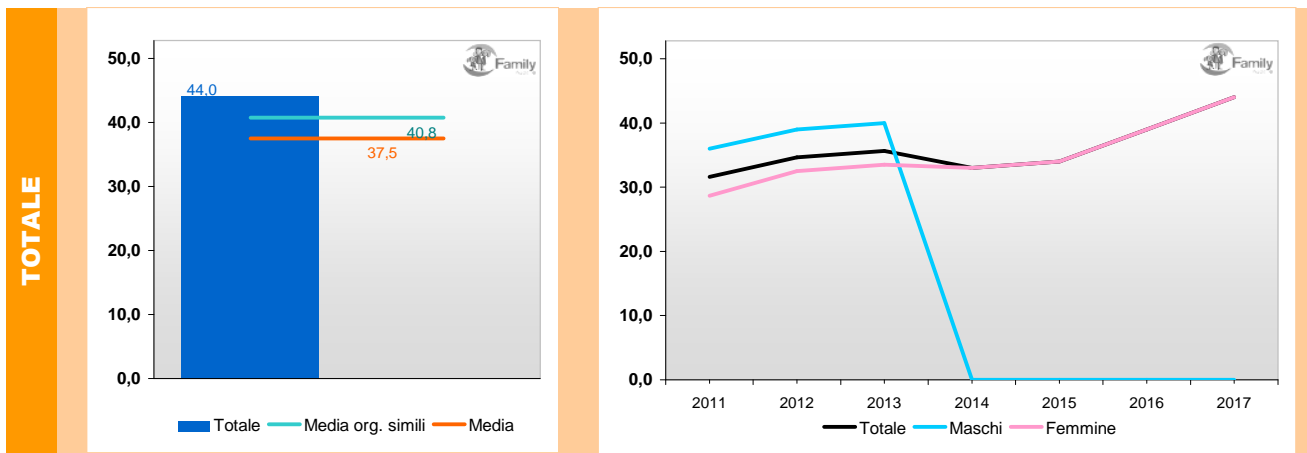 TOTALE
50,0
40,0
30,0
20,0
10,0
0,0
44,0
40,8
37,5
Family
Totale
Media org. simili
Media
50,0
40,0
30,0
20,0
10,0
0,0
2011 2012 2013 2014 2015 2016 2017
Family
Totale
Maschi
Femmine